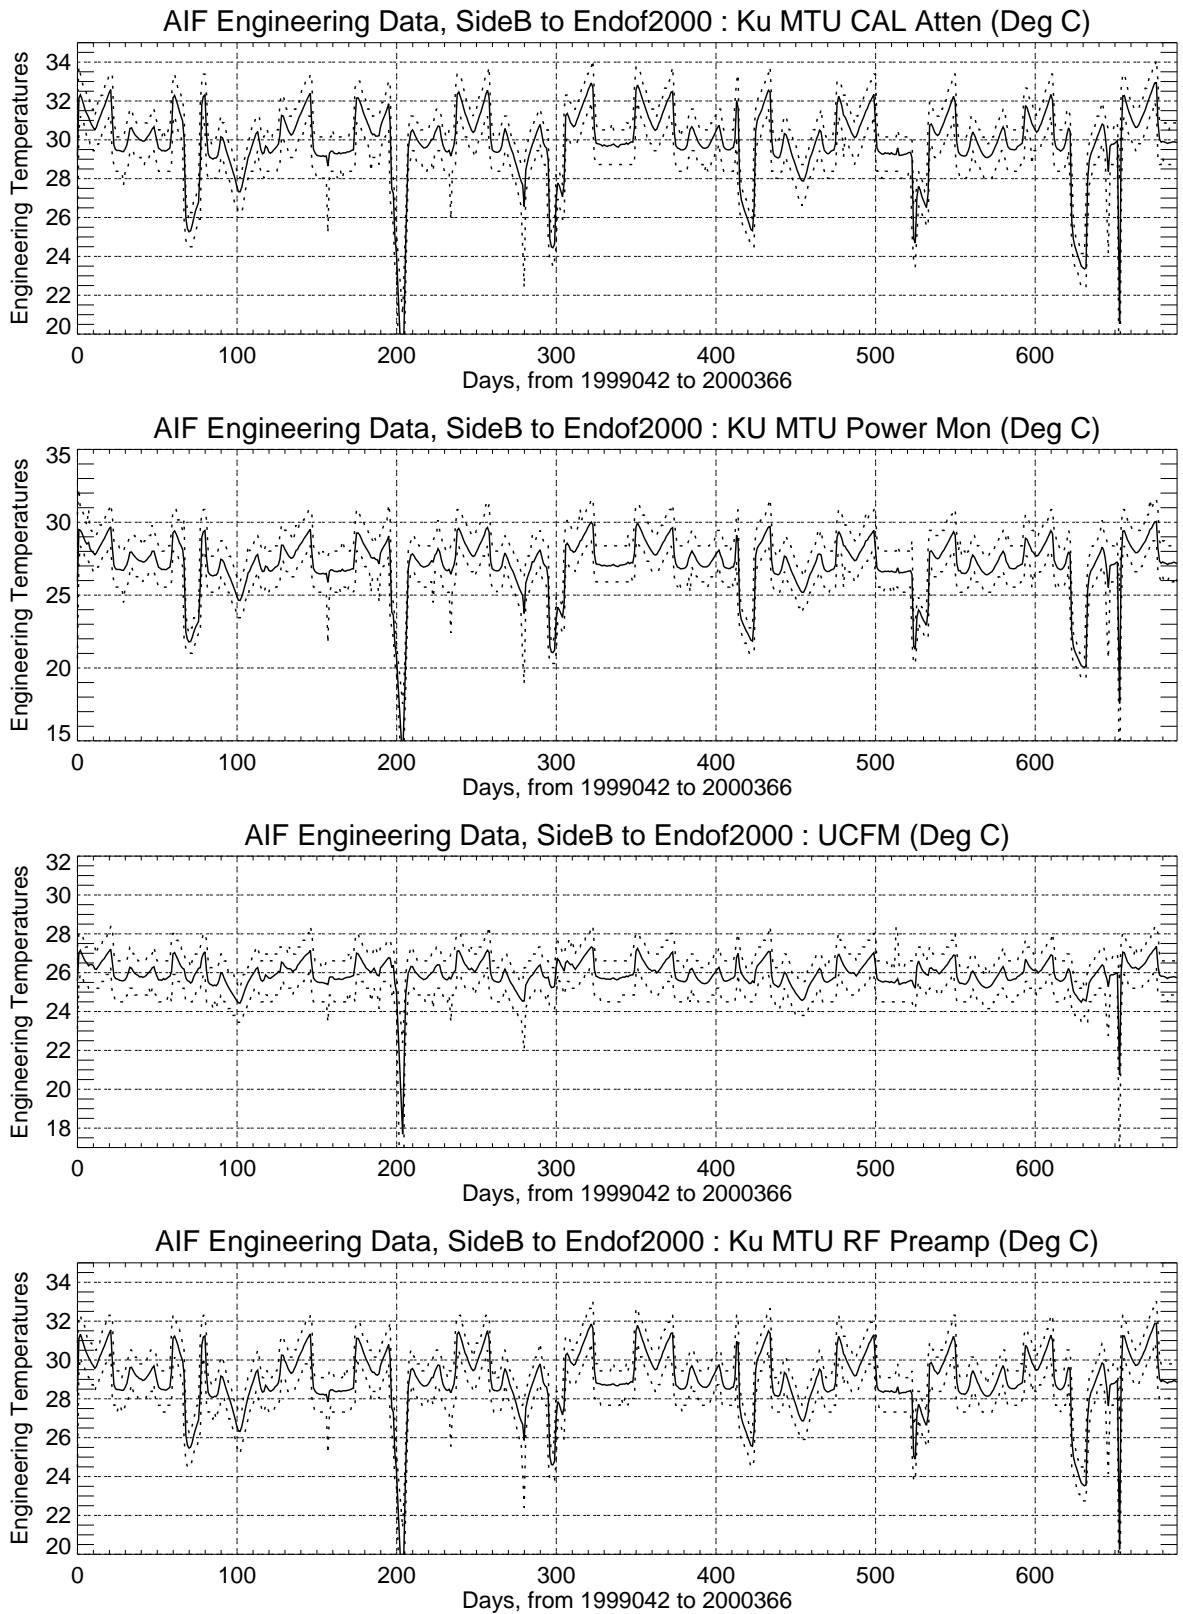 AIF Engineering Data, SideB to Endof2000 : Ku MTU CAL Atten (Deg C)
Engineering Temperatures
34
32
30
28
26
24
22
20
0 100 200 300 400 500 600
Days, from 1999042 to 2000366
AIF Engineering Data, SideB to Endof2000 : KU MTU Power Mon (Deg C)
Engineering Temperatures
35
30
25
20
15
0 100 200 300 400 500 600
Days, from 1999042 to 2000366
AIF Engineering Data, SideB to Endof2000 : UCFM (Deg C)
Engineering Temperatures
32
30
28
26
24
22
20
18
0 100 200 300 400 500 600
Days, from 1999042 to 2000366
AIF Engineering Data, SideB to Endof2000 : Ku MTU RF Preamp (Deg C)
Engineering Temperatures
34
32
30
28
26
24
22
20
0 100 200 300 400 500 600
Days, from 1999042 to 2000366